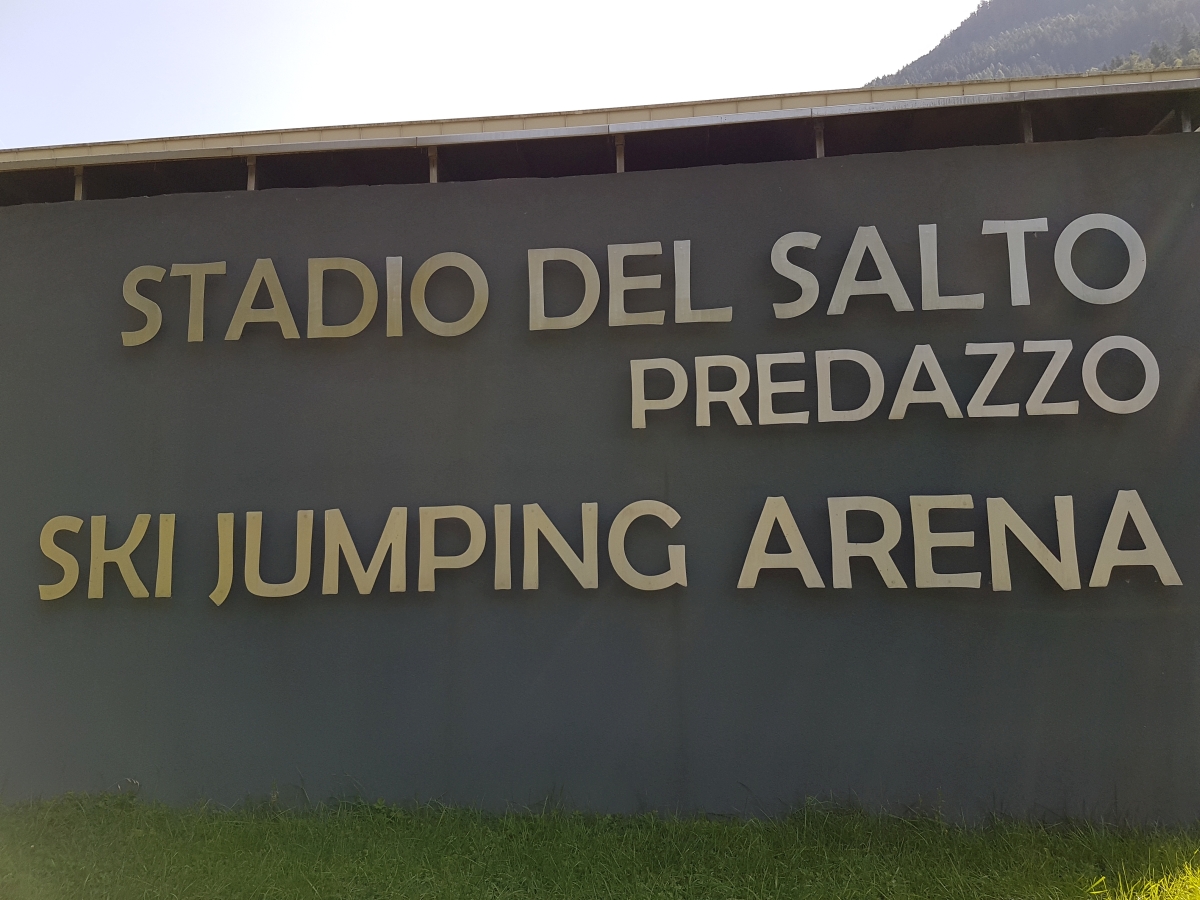 STADIO DEL SALTO
PREDAZZO
SKI JUMPING ARENA